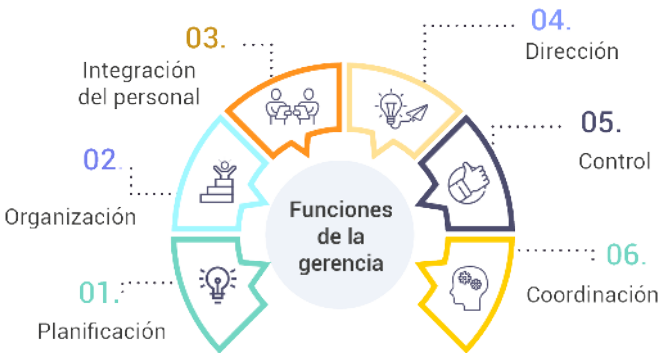 Funciones
de la
gerencia
01.
Planificación
02.
Organización
03.
Integración
del personal
04.
Dirección
05.
Control
06.
Coordinación